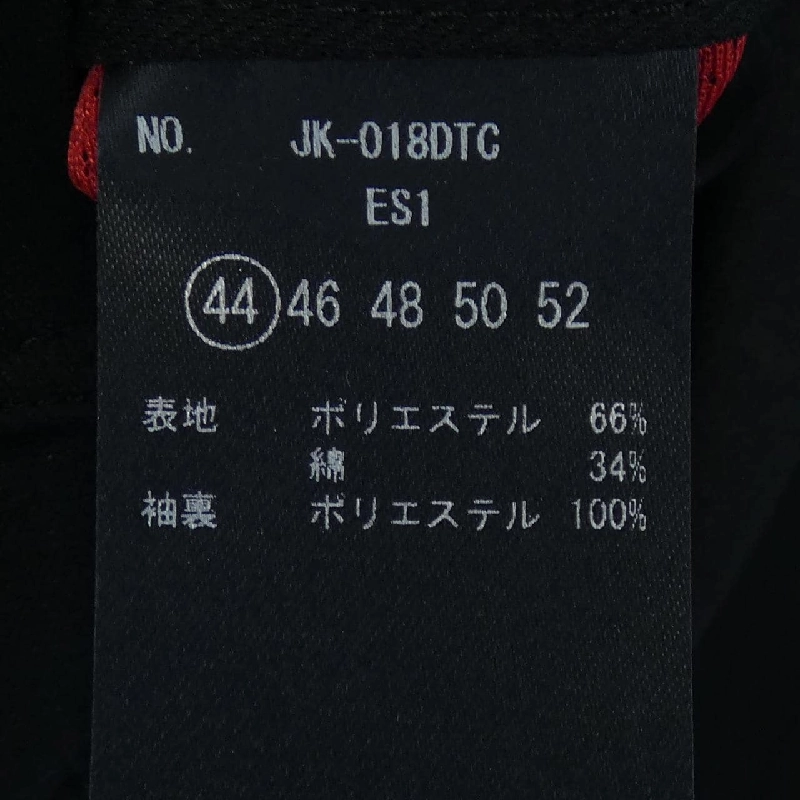 NO. JK-018DTC
ES1
44 46 48 50 52
表地 ポリエステル 66%
綿 34%
袖裏 ポリエステル 100%